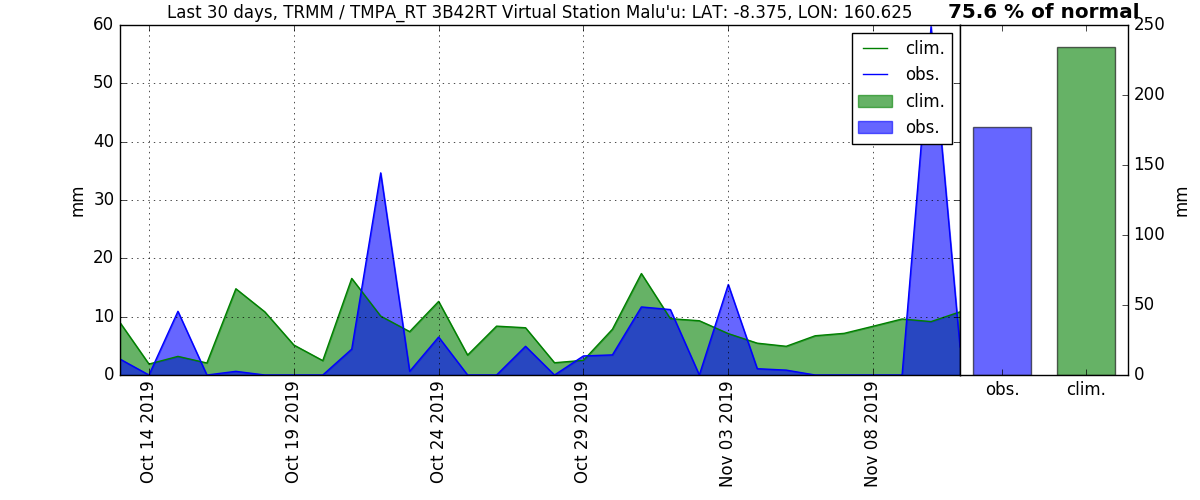 Last 30 days, TRMM / TMPA_RT 3B42RT Virtual Station Malu'u: LAT: -8.375, LON: 160.625
75.6 % of normal
60
50
40
30
20
10
0
mm
clim.
obs.
clim.
obs.
Oct 14 2019
Oct 19 2019
Oct 24 2019
Oct 29 2019
Nov 03 2019
Nov 08 2019
250
200
150
100
50
0
mm
obs.
clim.